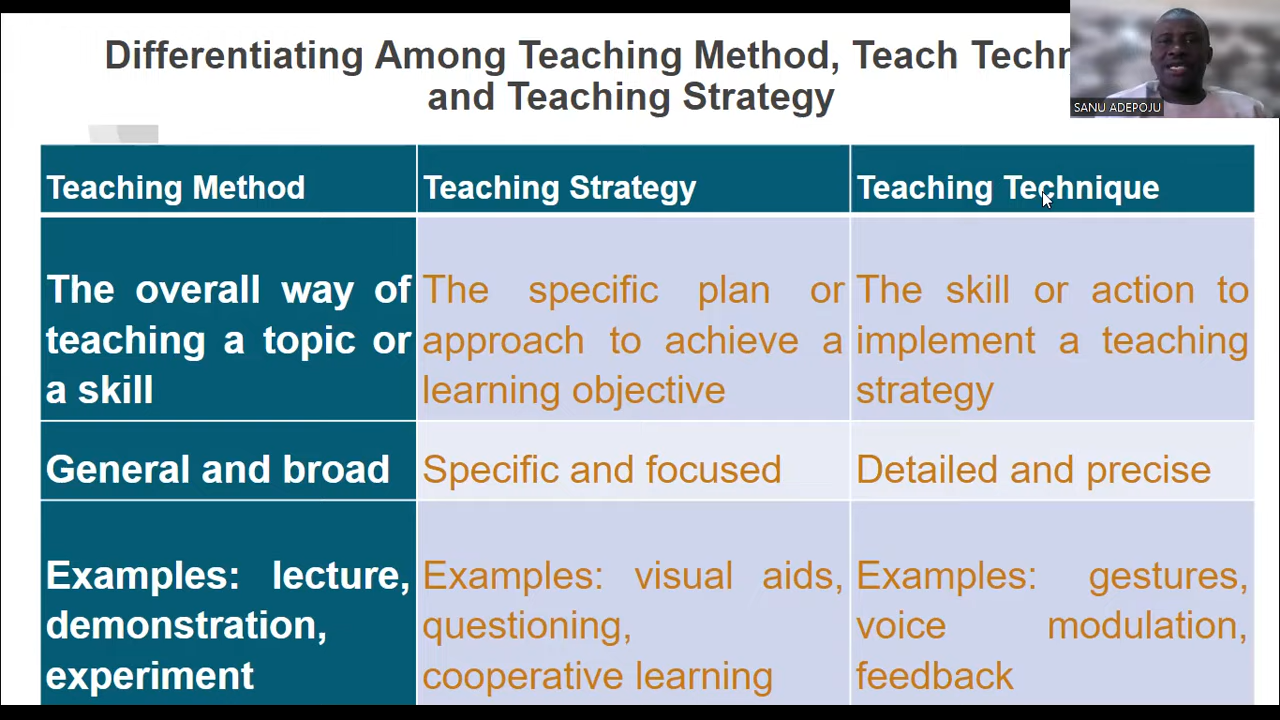 Differentiating Among Teaching Method, Teach
and Teaching Strategy
SANU ADEPOJU
Teaching Method
Teaching Strategy
Teaching Technique
The overall way of
teaching a topic or
a skill
The specific plan or
approach to achieve a
learning objective
The skill or action to
implement a teaching
strategy
General and broad
Specific and focused
Detailed and precise
Examples: lecture,
demonstration,
experiment
Examples: visual aids,
questioning,
cooperative learning
Examples: gestures,
voice modulation,
feedback